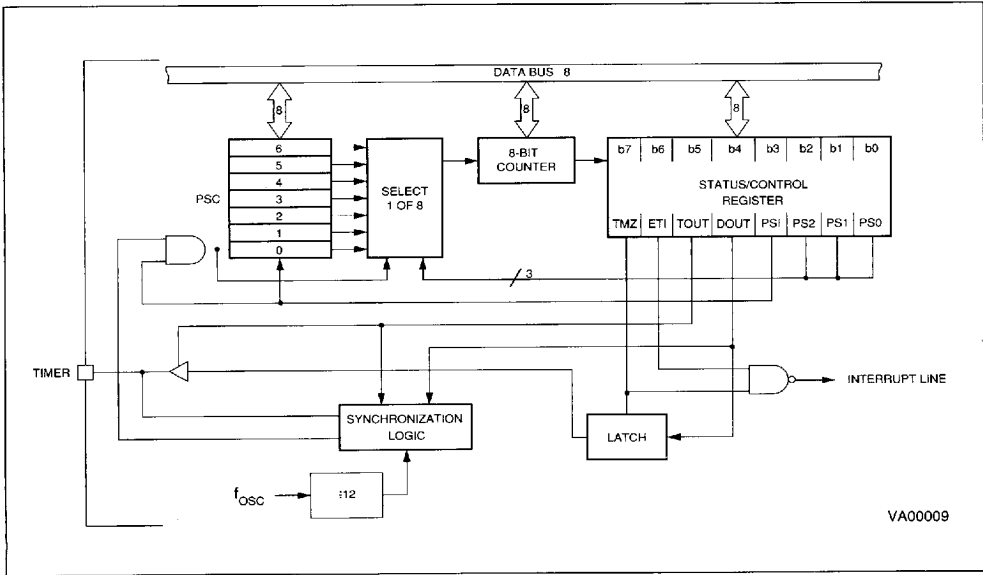 DATA BUS 8
8 8 8
6
5
4
3
2
1
0
PSC
SELECT
1 OF 8
8-BIT
COUNTER
b7 b6 b5 b4 b3 b2 b1 b0
STATUS/CONTROL
REGISTER
TMZ ETI TOUT DOUT PSI PS2 PS1 PS0
3
TIMER
SYNCHRONIZATION
LOGIC
LATCH
INTERRUPT LINE
fOSC
÷12
VA00009